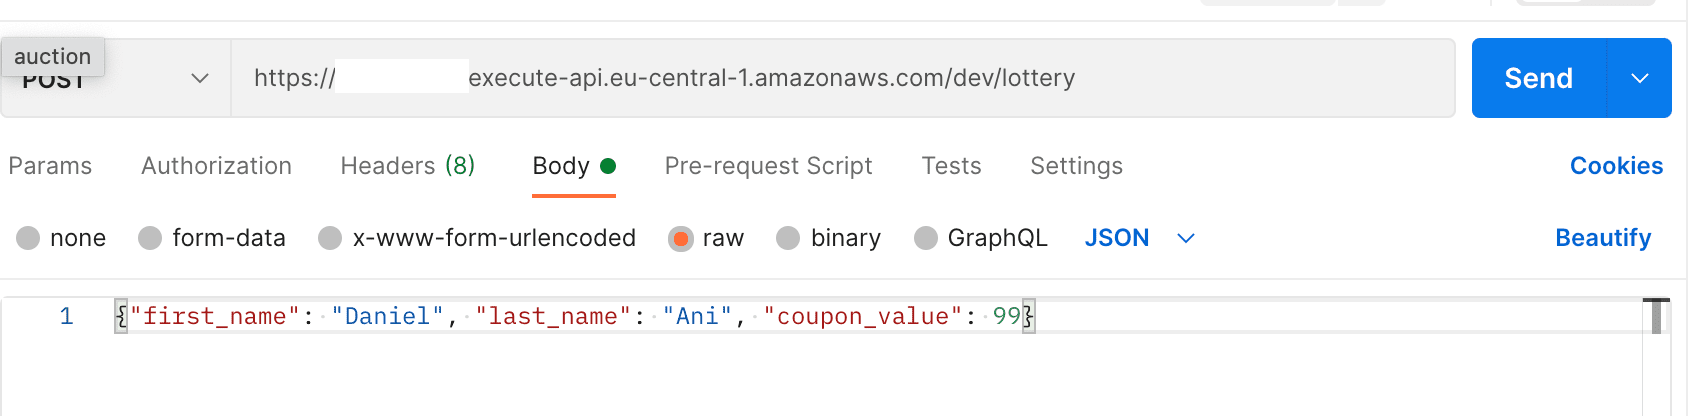 auction
POST
https:// execute-api.eu-central-1.amazonaws.com/dev/lottery
Send
Params Authorization Headers (8) Body Pre-request Script Tests Settings Cookies
none form-data x-www-form-urlencoded raw binary GraphQL JSON Beautify
1 {"first_name": "Daniel", "last_name": "Ani", "coupon_value": 99}